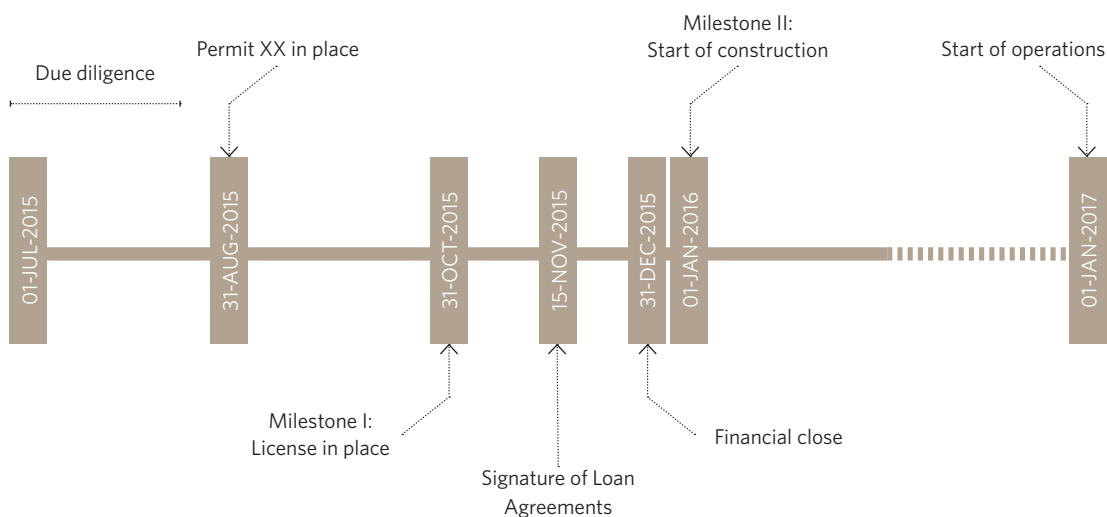 Due diligence
Permit XX in place
Milestone II:
Start of construction
Start of operations
01-JUL-2015
31-AUG-2015
31-OCT-2015
15-NOV-2015
31-DEC-2015
01-JAN-2016
01-JAN-2017
Milestone I:
License in place
Signature of Loan
Agreements
Financial close